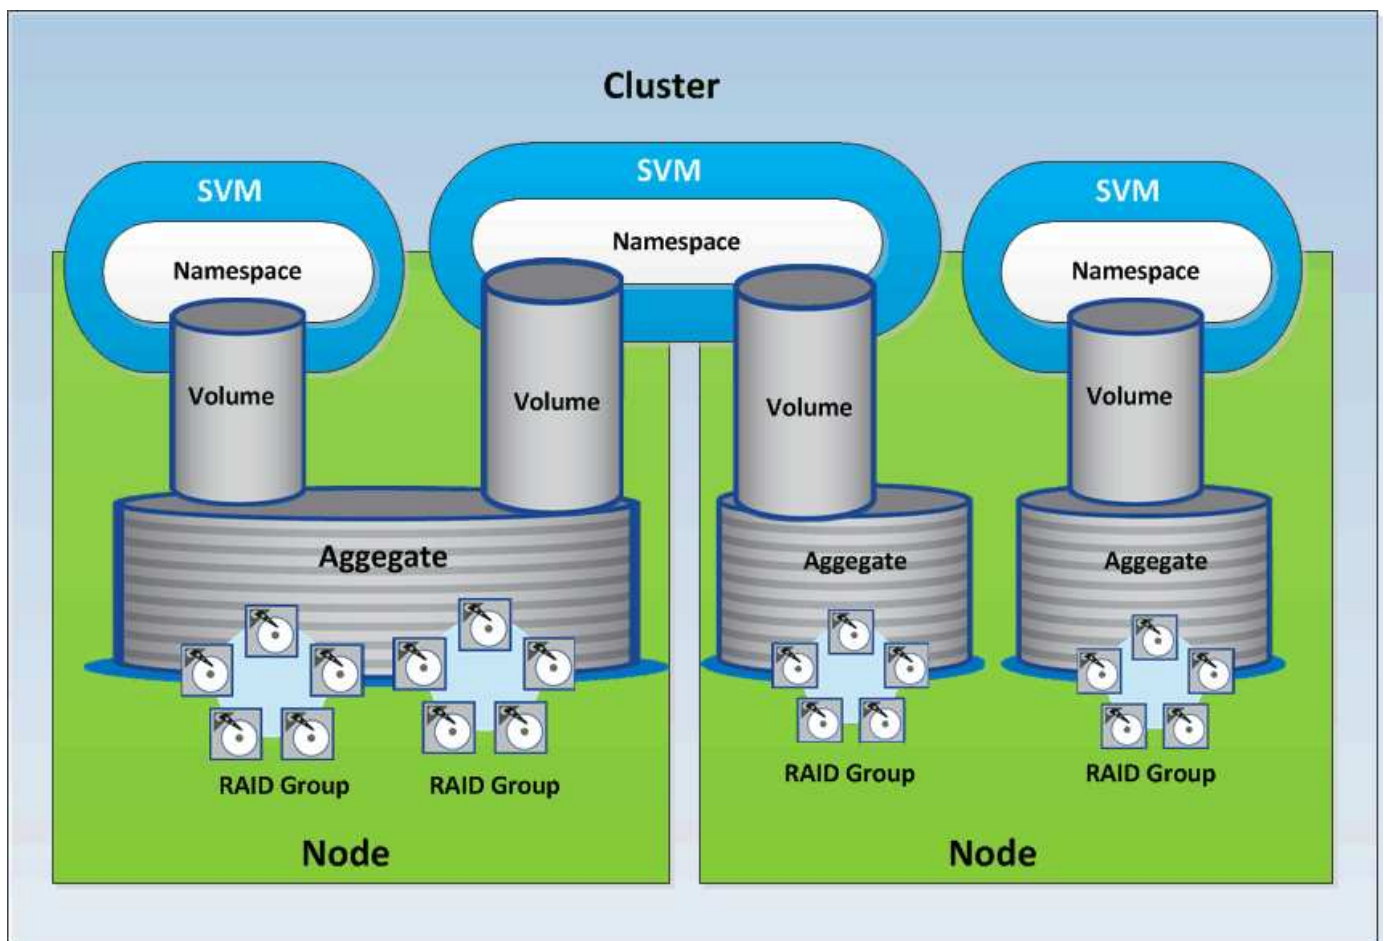 Cluster
SVM
SVM
SVM
Namespace
Namespace
Namespace
Volume
Volume
Volume
Volume
Aggegate
Aggegate
Aggegate
RAID Group
RAID Group
RAID Group
RAID Group
Node
Node